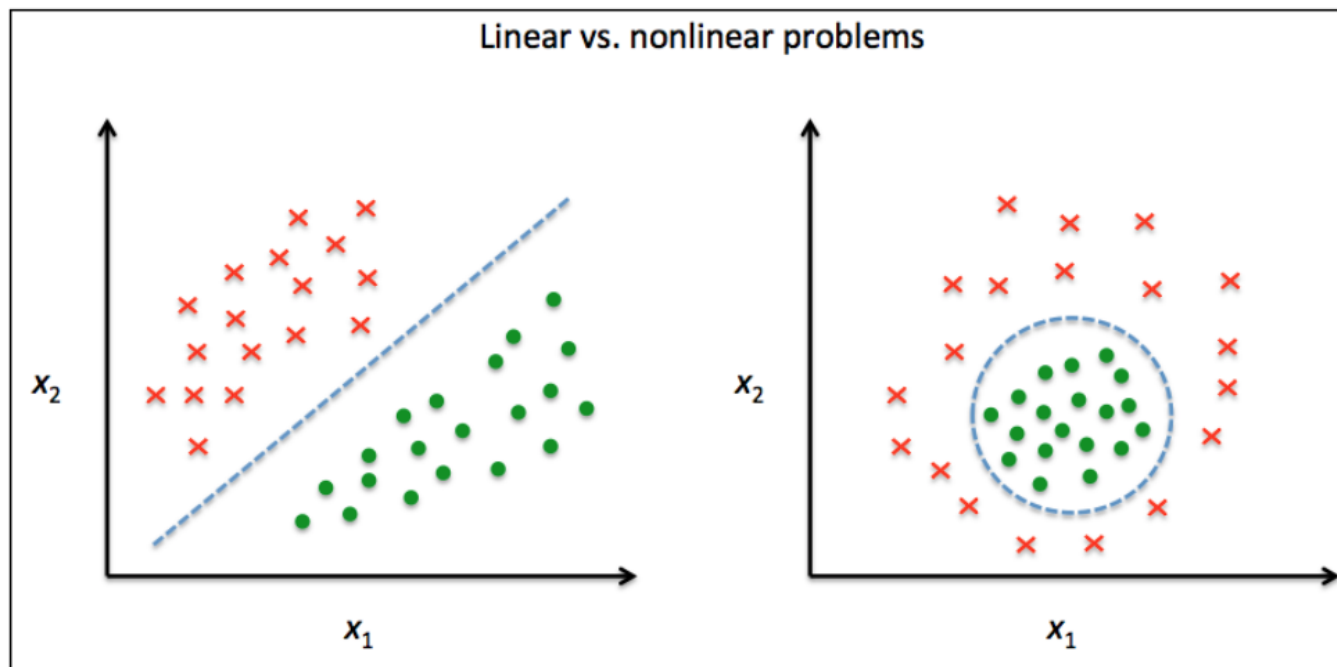 Linear vs. nonlinear problems
x₂
x₁
x₂
x₁